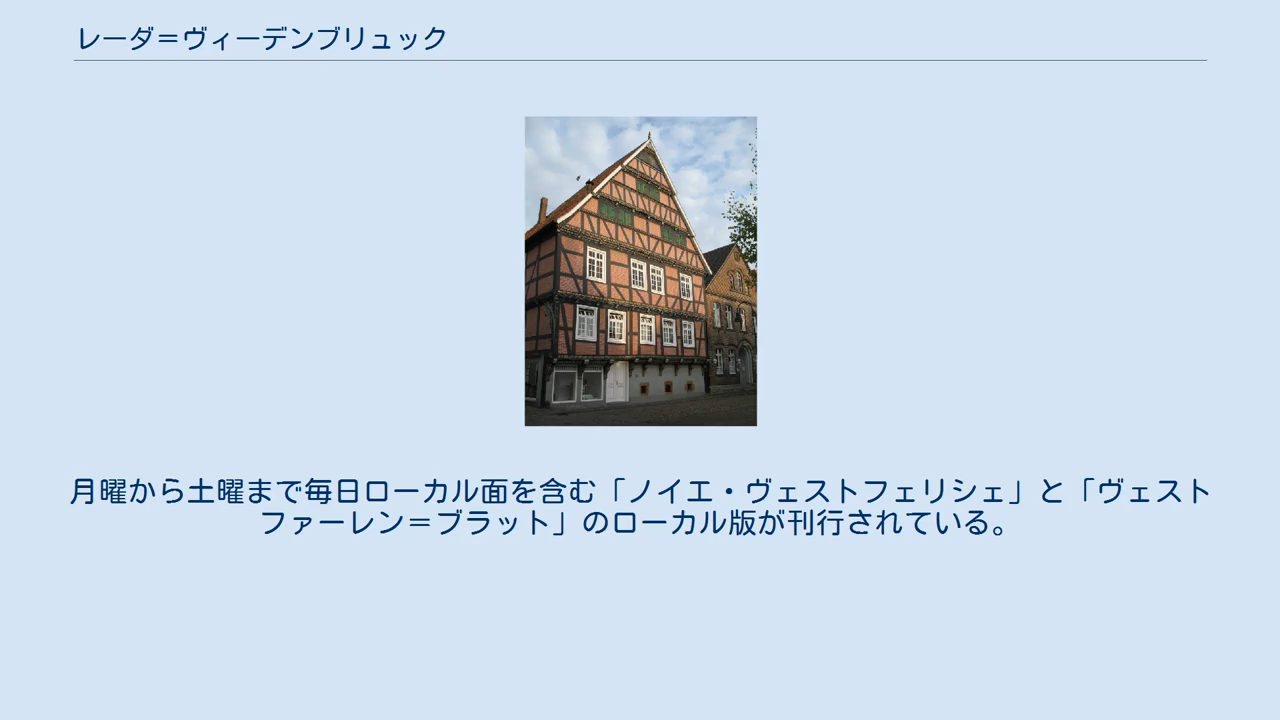 レーダ＝ヴィーデンブリュック
月曜から土曜まで毎日ローカル面を含む「ノイエ・ヴェストフェリシェ」と「ヴェスト
ファーレン＝ブラット」のローカル版が刊行されている。